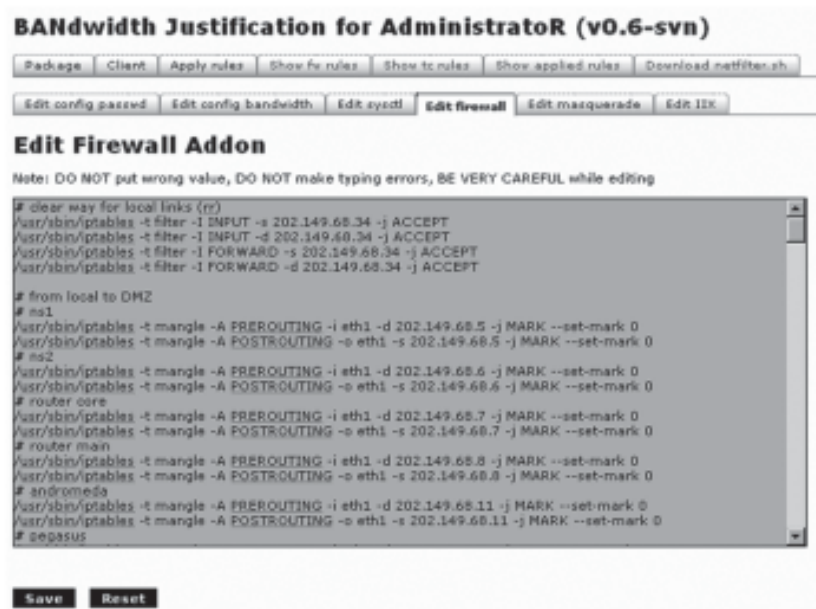 BANdwidth Justification for AdministratoR (v0.6-svn)
Package Client Apply rules Show fw rules Show tc rules Show applied rules Download netfilter.sh
Edit config passwd Edit config bandwidth Edit sysctl Edit firewall Edit masquerade Edit IIX
Edit Firewall Addon
Note: DO NOT put wrong value, DO NOT make typing errors, BE VERY CAREFUL while editing
# clear way for local links (rr)
/usr/sbin/iptables -t filter -I INPUT -s 202.149.68.34 -j ACCEPT
/usr/sbin/iptables -t filter -I INPUT -d 202.149.68.34 -j ACCEPT
/usr/sbin/iptables -t filter -I FORWARD -s 202.149.68.34 -j ACCEPT
/usr/sbin/iptables -t filter -I FORWARD -d 202.149.68.34 -j ACCEPT
# from local to DMZ
# ns1
/usr/sbin/iptables -t mangle -A PREROUTING -i eth1 -d 202.149.68.5 -j MARK --set-mark 0
/usr/sbin/iptables -t mangle -A POSTROUTING -o eth1 -s 202.149.68.5 -j MARK --set-mark 0
# ns2
/usr/sbin/iptables -t mangle -A PREROUTING -i eth1 -d 202.149.68.6 -j MARK --set-mark 0
/usr/sbin/iptables -t mangle -A POSTROUTING -o eth1 -s 202.149.68.6 -j MARK --set-mark 0
# router core
/usr/sbin/iptables -t mangle -A PREROUTING -i eth1 -d 202.149.68.7 -j MARK --set-mark 0
/usr/sbin/iptables -t mangle -A POSTROUTING -o eth1 -s 202.149.68.7 -j MARK --set-mark 0
# router main
/usr/sbin/iptables -t mangle -A PREROUTING -i eth1 -d 202.149.68.8 -j MARK --set-mark 0
/usr/sbin/iptables -t mangle -A POSTROUTING -o eth1 -s 202.149.68.8 -j MARK --set-mark 0
# andromeda
/usr/sbin/iptables -t mangle -A PREROUTING -i eth1 -d 202.149.68.11 -j MARK --set-mark 0
/usr/sbin/iptables -t mangle -A POSTROUTING -o eth1 -s 202.149.68.11 -j MARK --set-mark 0
# pegasus
Save Reset